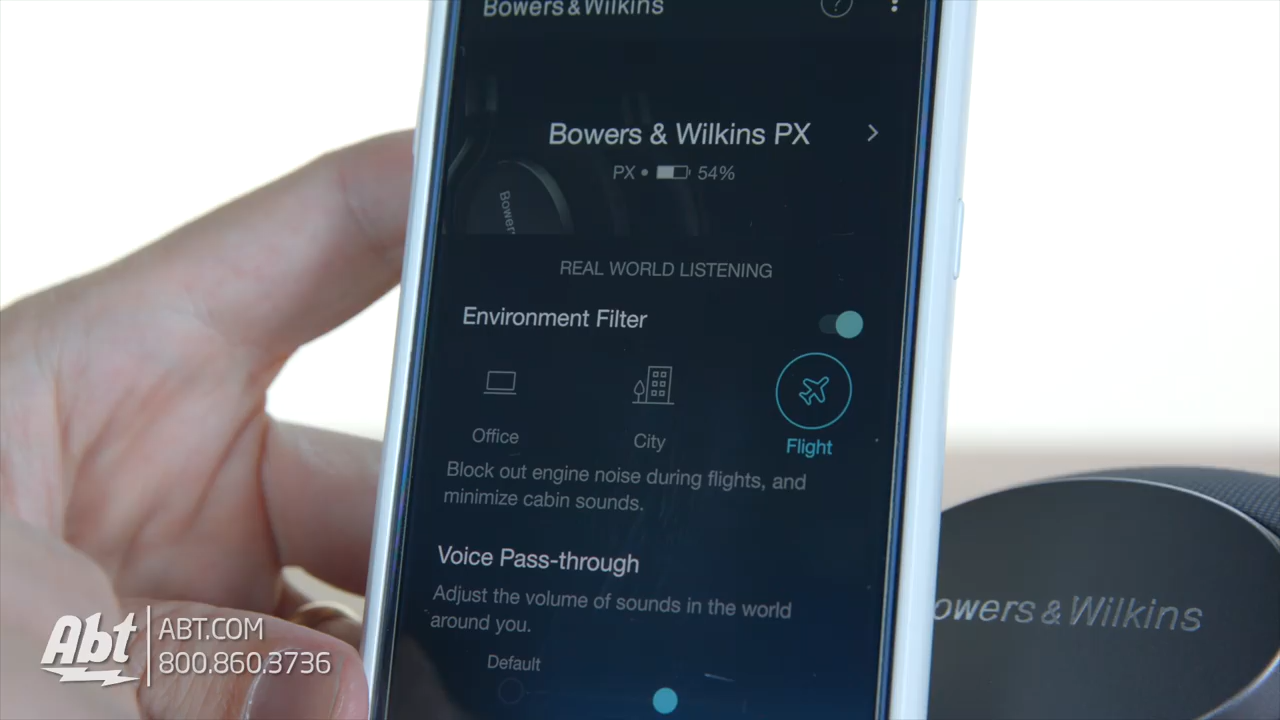 Bowers & Wilkins
?
Bowers & Wilkins PX
PX • 54%
Bowers
REAL WORLD LISTENING
Environment Filter
Office
City
Flight
Block out engine noise during flights, and
minimize cabin sounds.
Voice Pass-through
Adjust the volume of sounds in the world
around you.
Default
Bowers & Wilkins
Abt
ABT.COM
800.860.3736